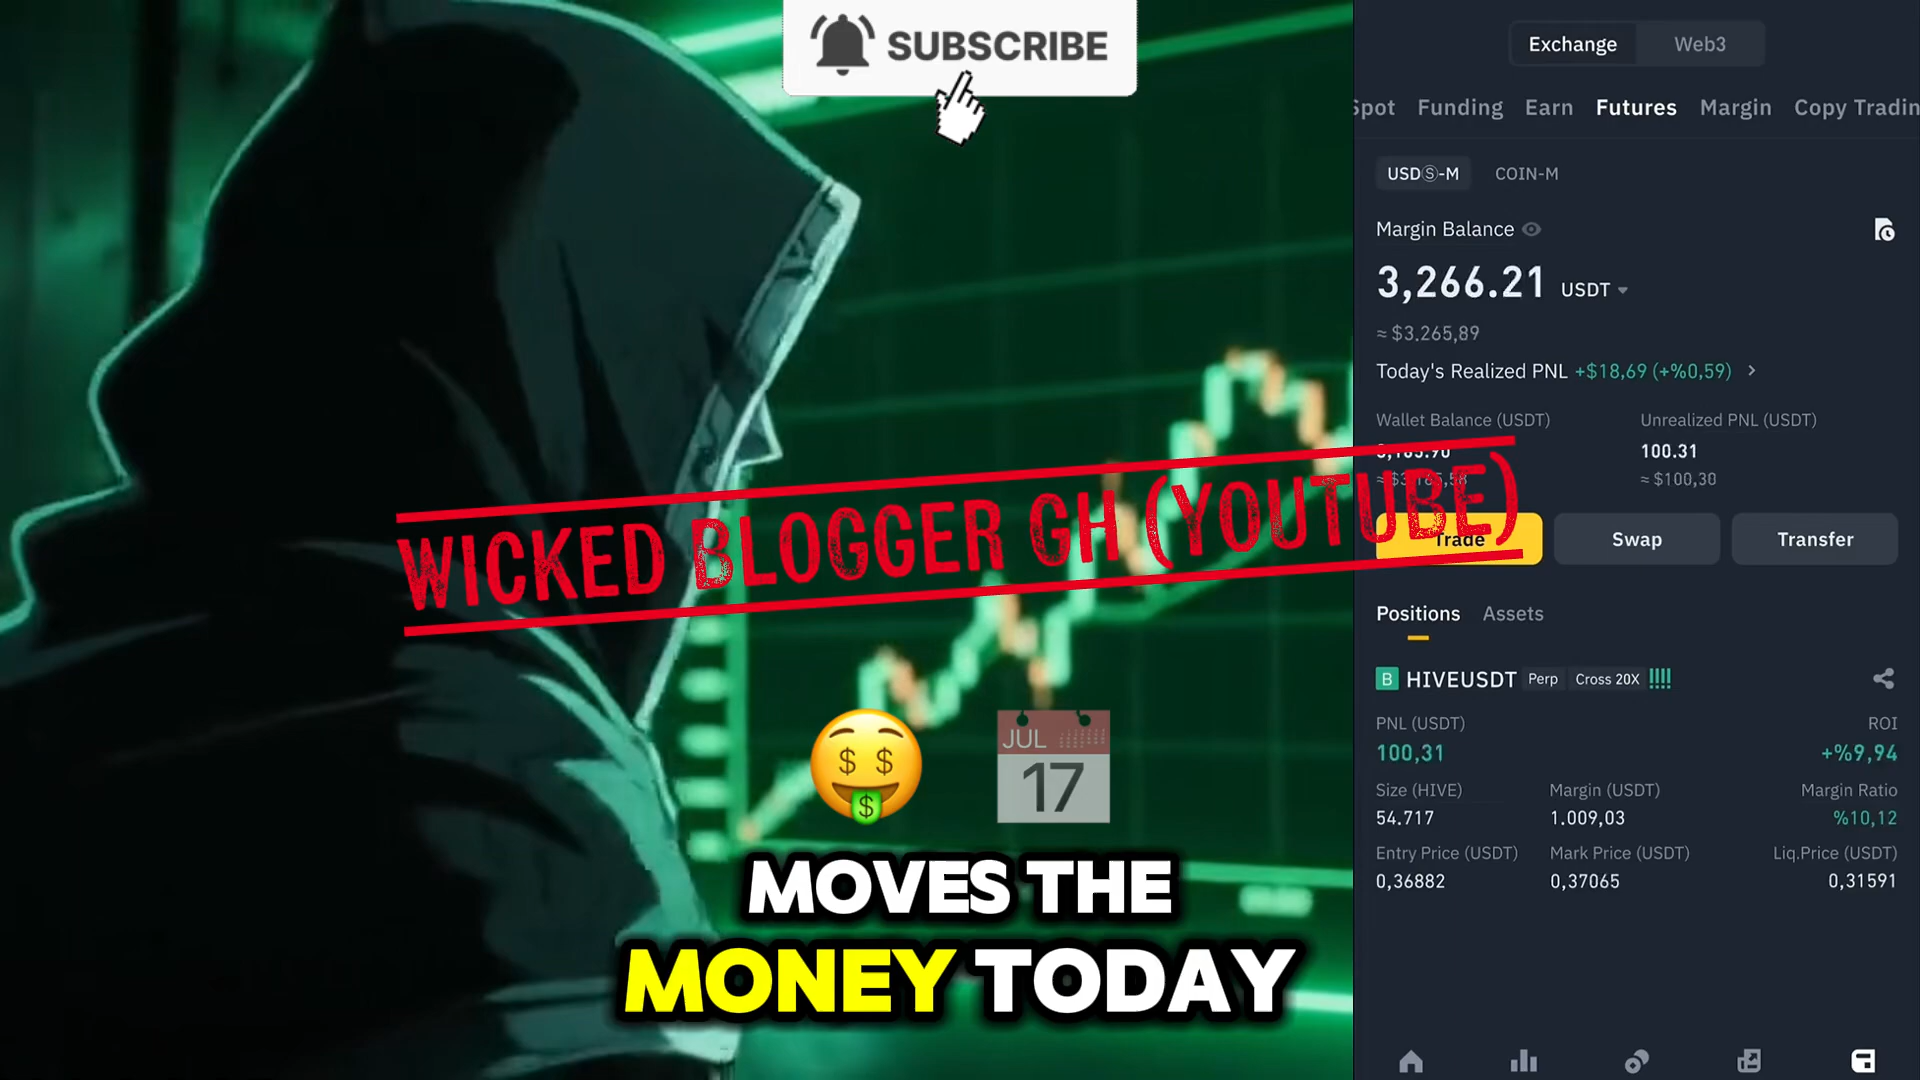 SUBSCRIBE
Exchange Web3
Spot Funding Earn Futures Margin Copy Tradin
USDⓈ-M COIN-M
Margin Balance
3,266.21 USDT
≈ $3.265,89
Today's Realized PNL +$18,69 (+%0,59)
Wallet Balance (USDT) Unrealized PNL (USDT)
100.31
≈ $100,30
WICKED BLOGGER GH (YOUTUBE)
Trade Swap Transfer
Positions Assets
B HIVEUSDT Perp Cross 20X
PNL (USDT) ROI
100,31 +%9,94
Size (HIVE) Margin (USDT) Margin Ratio
54.717 1.009,03 %10,12
Entry Price (USDT) Mark Price (USDT) Liq.Price (USDT)
0,36882 0,37065 0,31591
$ $
$
JUL
17
MOVES THE
MONEY TODAY